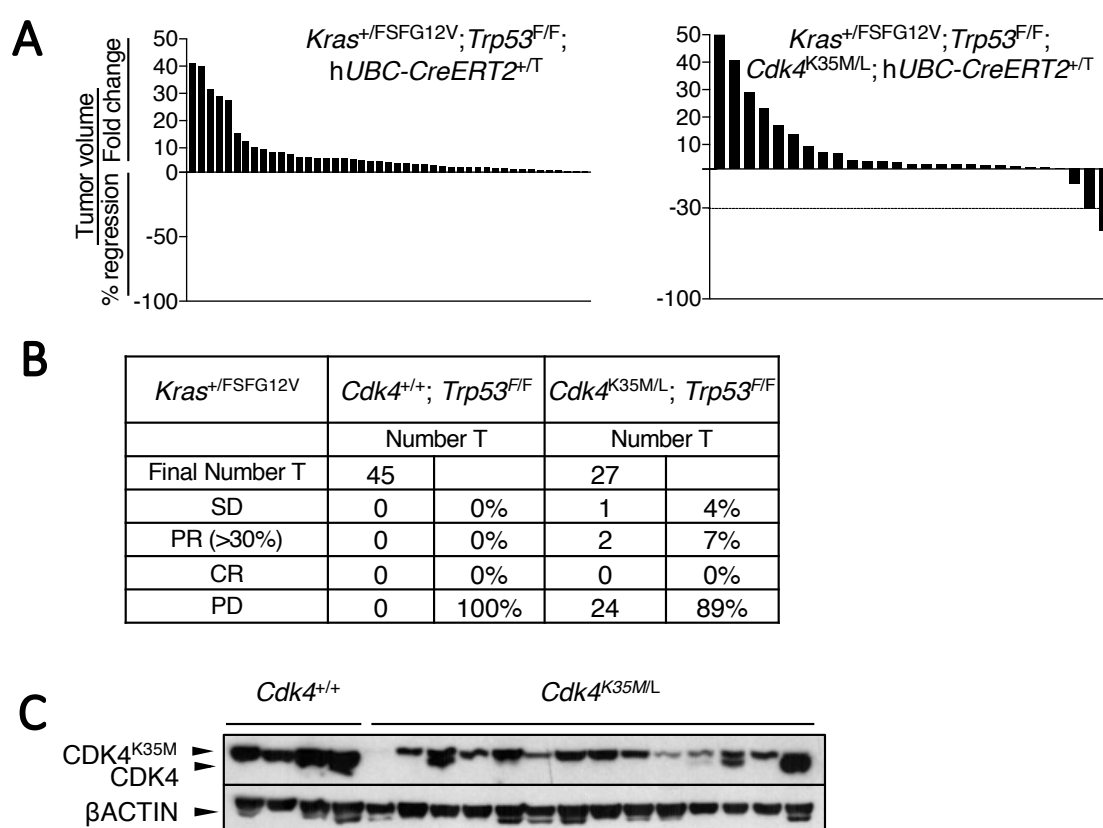 A
Kras+/FSFG12V;Trp53F/F;
hUBC-CreERT2+/T
Tumor volume
Fold change
% regression
50
40
30
20
10
0
-50
-100
Kras+/FSFG12V;Trp53F/F;
Cdk4K35M/L; hUBC-CreERT2+/T
50
40
30
20
10
-30
-100
B
Kras+/FSFG12V Cdk4+/+; Trp53F/F Cdk4K35M/L; Trp53F/F
Number T Number T
Final Number T 45 27
SD 0 0% 1 4%
PR (>30%) 0 0% 2 7%
CR 0 0% 0 0%
PD 0 100% 24 89%
C
Cdk4+/+ Cdk4K35M/L
CDK4K35M
CDK4
βACTIN